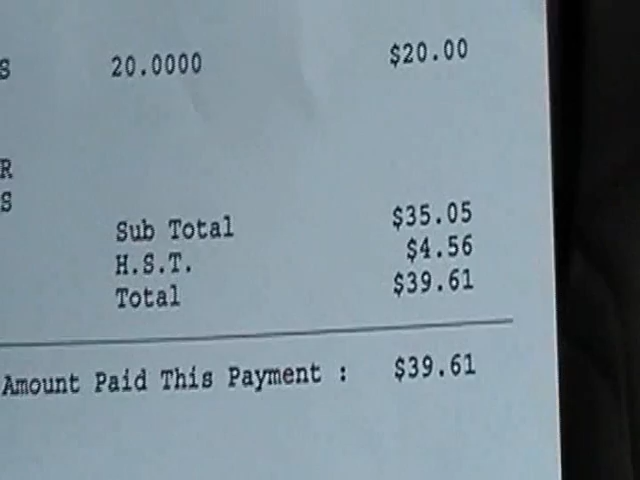 S 20.0000 $20.00
R
S
Sub Total $35.05
H.S.T. $4.56
Total $39.61
Amount Paid This Payment : $39.61